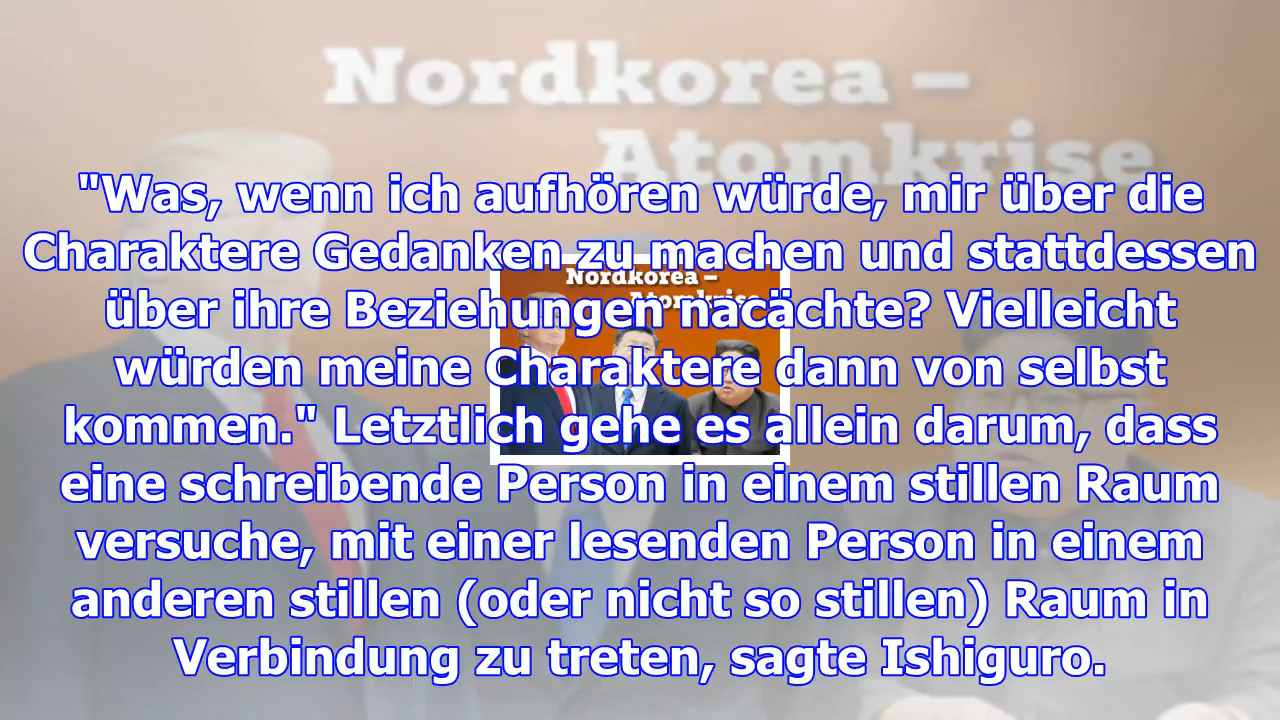 Nordkorea –
Atomkrise
"Was, wenn ich aufhören würde, mir über die
Charaktere Gedanken zu machen und stattdessen
über ihre Beziehungen nacächte? Vielleicht
würden meine Charaktere dann von selbst
kommen." Letztlich gehe es allein darum, dass
eine schreibende Person in einem stillen Raum
versuche, mit einer lesenden Person in einem
anderen stillen (oder nicht so stillen) Raum in
Verbindung zu treten, sagte Ishiguro.
Nordkorea –
Atomkrise